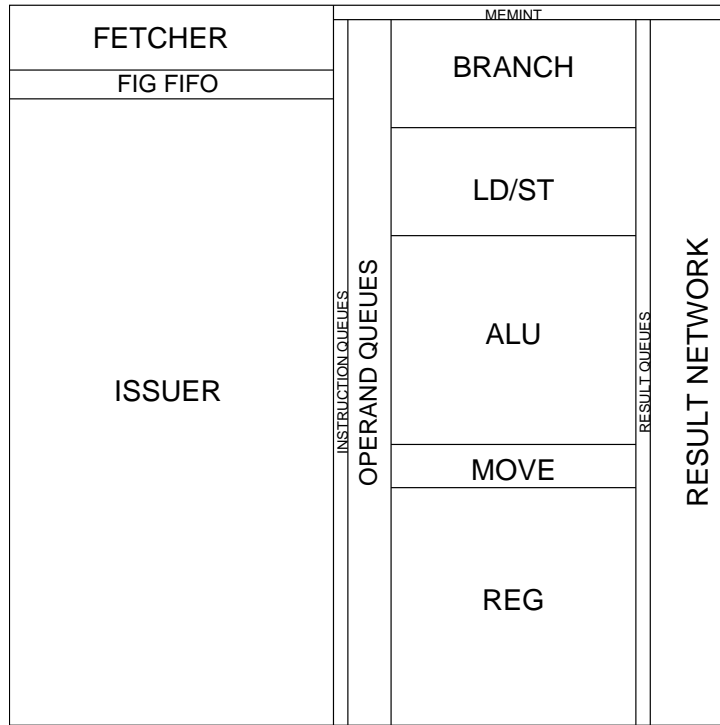 MEMINT
FETCHER
FIG FIFO
BRANCH
LD/ST
INSTRUCTION QUEUES
OPERAND QUEUES
ALU
RESULT QUEUES
RESULT NETWORK
ISSUER
MOVE
REG